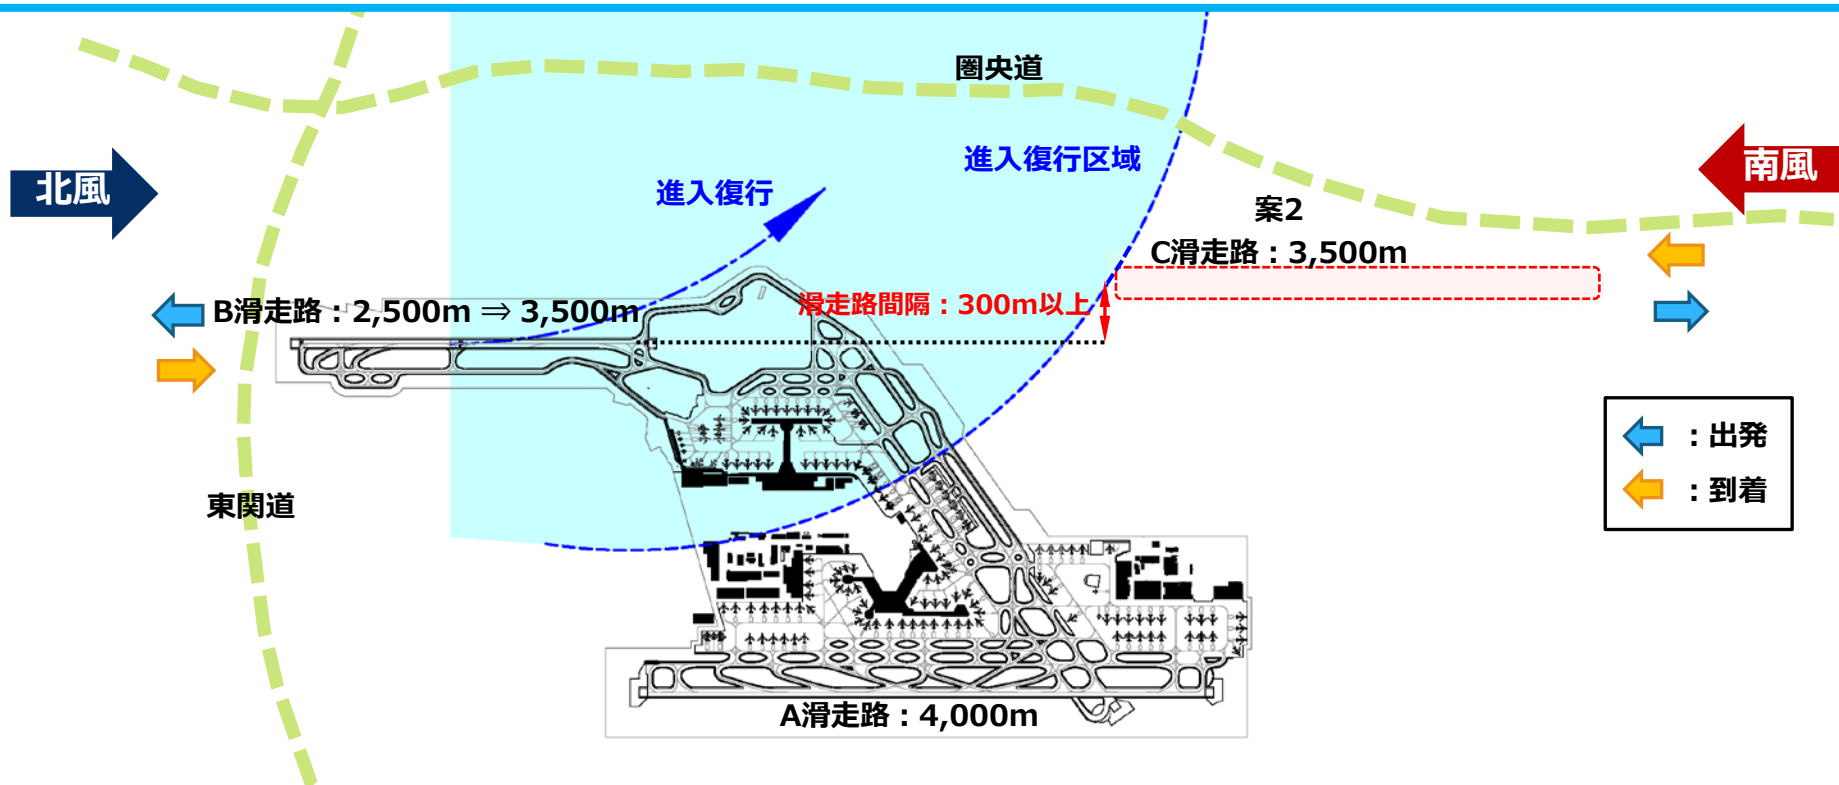 圏央道
進入復行区域
北風
進入復行
南風
案2
C滑走路：3,500m
B滑走路：2,500m ⇒ 3,500m
滑走路間隔：300m以上
東関道
：出発
：到着
A滑走路：4,000m